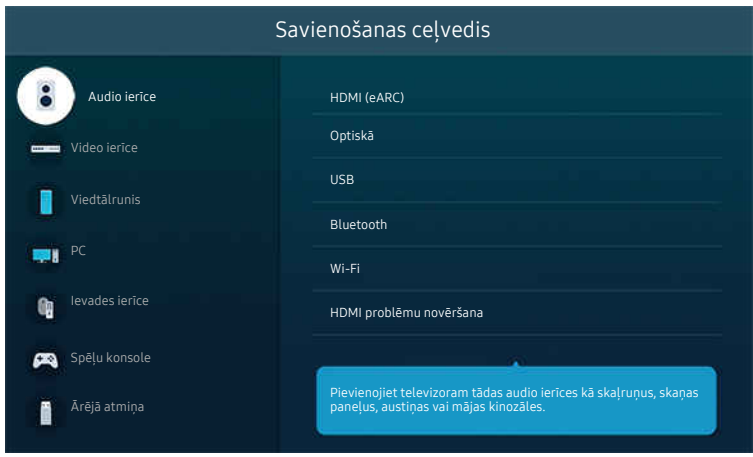 Savienošanas ceļvedis
Audio ierīce
Video ierīce
Viedtālrunis
PC
Ievades ierīce
Spēļu konsole
Ārējā atmiņa
HDMI (eARC)
Optiskā
USB
Bluetooth
Wi-Fi
HDMI problēmu novēršana
Pievienojiet televizoram tādas audio ierīces kā skaļruņus, skaņas
paneļus, austiņas vai mājas kinozāles.